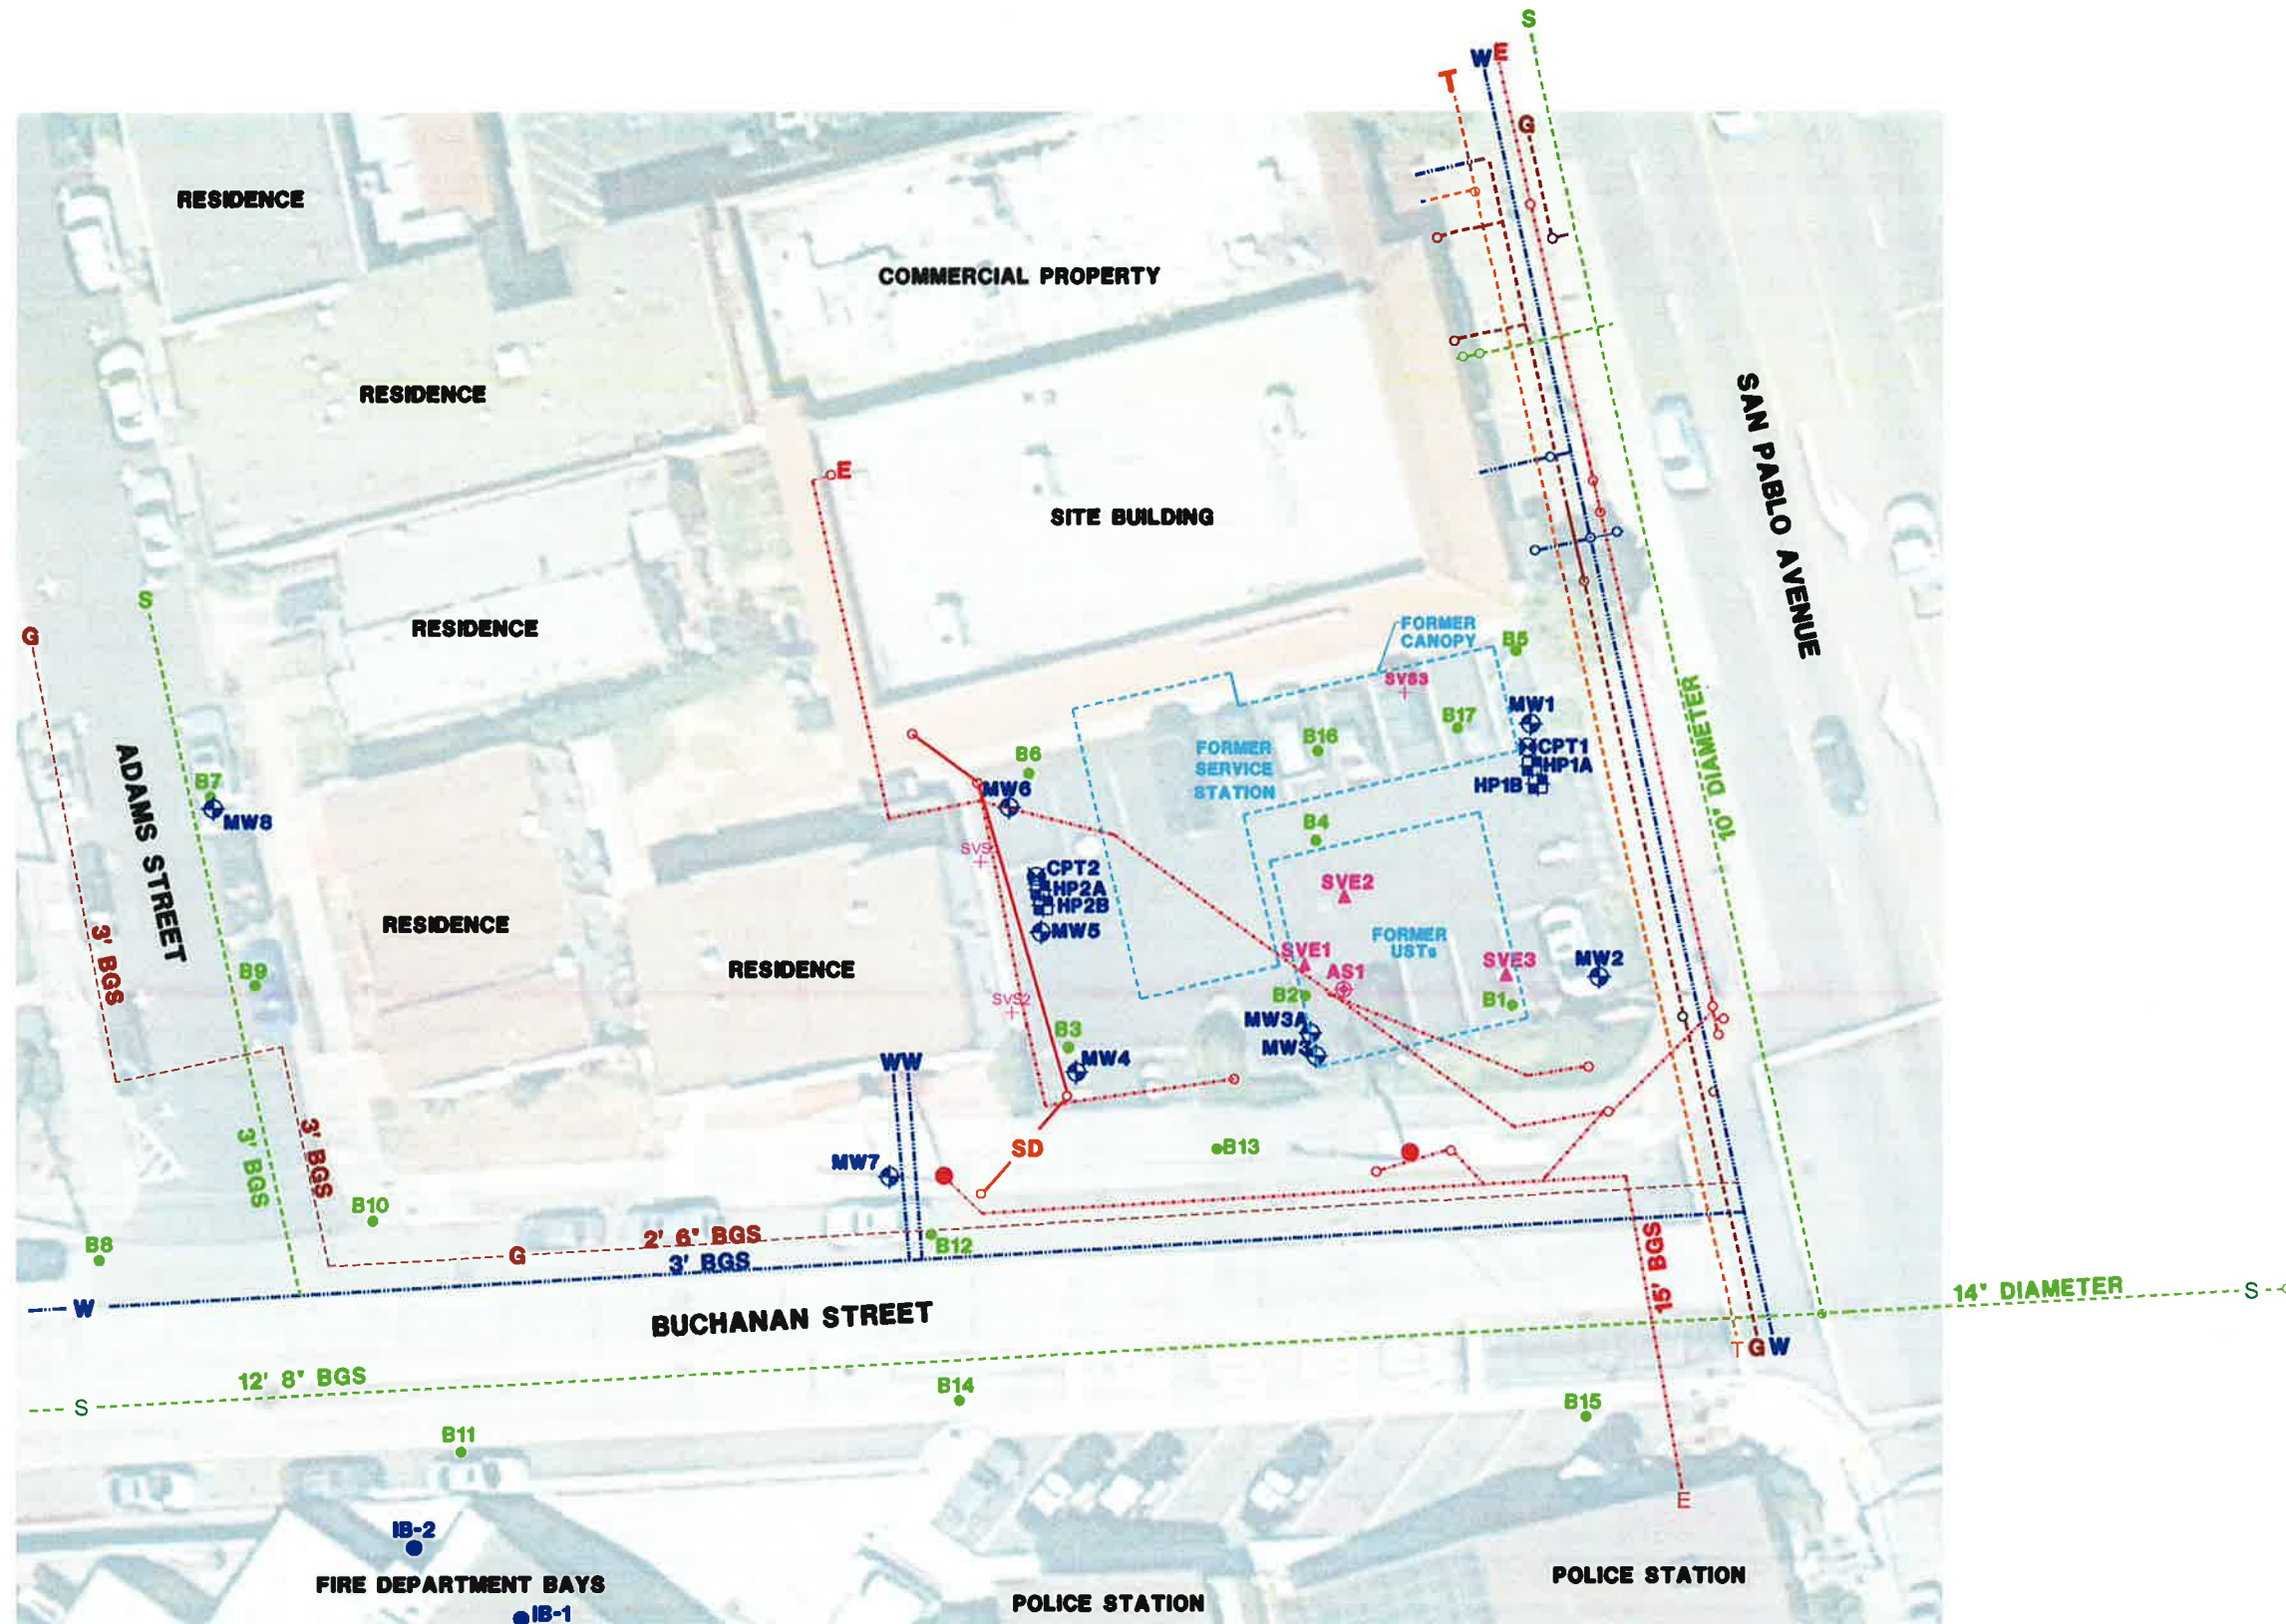 S
W
E
T
G
RESIDENCE
COMMERCIAL PROPERTY
RESIDENCE
SAN PABLO AVENUE
E
SITE BUILDING
S
G
RESIDENCE
FORMER
CANOPY
B5
SVS3
10" DIAMETER
MW1
B17
B16
FORMER
SERVICE
STATION
CPT1
HP1A
HP1B
B6
MW6
B7
MW8
ADAMS STREET
B4
SVS
CPT2
HP2A
HP2B
MW5
SVE2
RESIDENCE
FORMER
USTs
3' BGS
RESIDENCE
SVE1
AS1
SVE3
MW2
B9
SVS2
B2
B1
MW3A
MW3
B3
MW4
W
W
3' BGS
3' BGS
SD
B13
MW7
B10
B8
2' 6" BGS
G
B12
3' BGS
15' BGS
W
BUCHANAN STREET
14" DIAMETER
S
T
G
W
12' 8" BGS
S
B14
B15
B11
E
IB-2
FIRE DEPARTMENT BAYS
IB-1
POLICE STATION
POLICE STATION